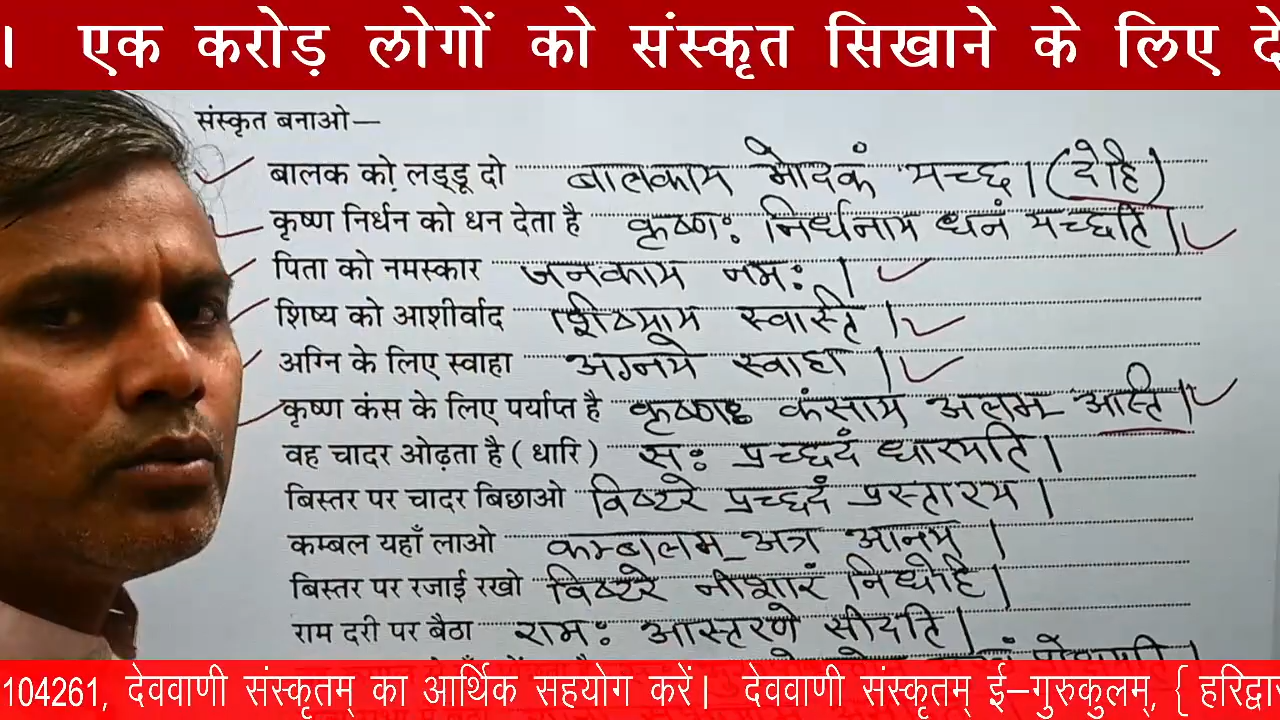 । एक करोड़ लोगों को संस्कृत सिखाने के लिए दे
संस्कृत बनाओ—
बालक को लड्डू दो बालकाय मोदकं यच्छ। (देहि)
कृष्ण निर्धन को धन देता है कृष्णः निर्धनाय धनं यच्छति।
पिता को नमस्कार जनकाय नमः।
शिष्य को आशीर्वाद शिष्याय स्वस्ति।
अग्नि के लिए स्वाहा अग्नये स्वाहा।
कृष्ण कंस के लिए पर्याप्त है कृष्णः कंसाय अलम् अस्ति।
वह चादर ओढ़ता है ( धारि ) सः प्रच्छदं धारयति।
बिस्तर पर चादर बिछाओ विष्टरे प्रच्छदं प्रस्तारय।
कम्बल यहाँ लाओ कम्बलम् अत्र आनय।
बिस्तर पर रजाई रखो विष्टरे नीशारं निधेहि।
राम दरी पर बैठा रामः आस्तरणे सीदति।
104261, देववाणी संस्कृतम् का आर्थिक सहयोग करें। देववाणी संस्कृतम् ई–गुरुकुलम्, { हरिद्वार